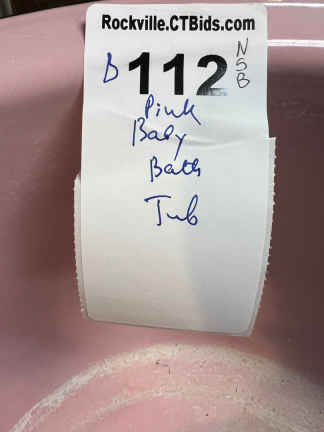 Rockville.CTBids.com
B 112 NSB
Pink
Baby
Bath
Tub